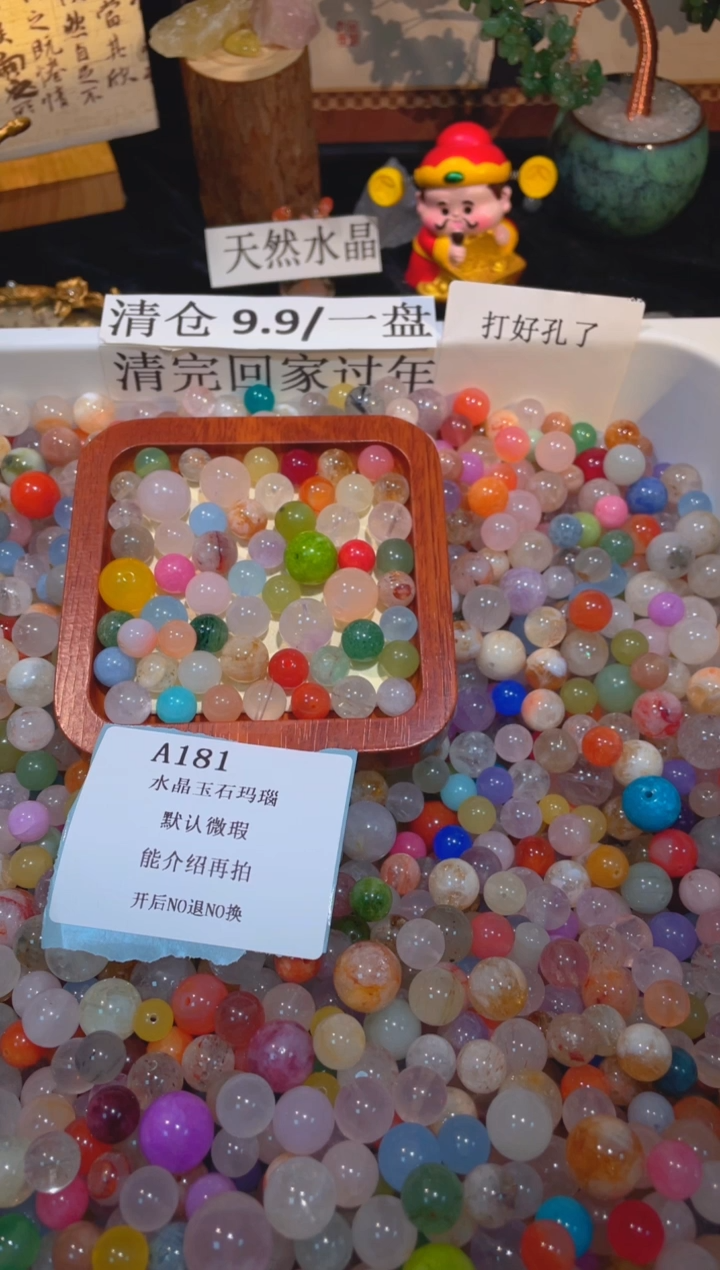 天然水晶
清仓 9.9/一盘
清完回家过年
打好孔了
A181
水晶玉石玛瑙
默认微瑕
能介绍再拍
开后NO退NO换